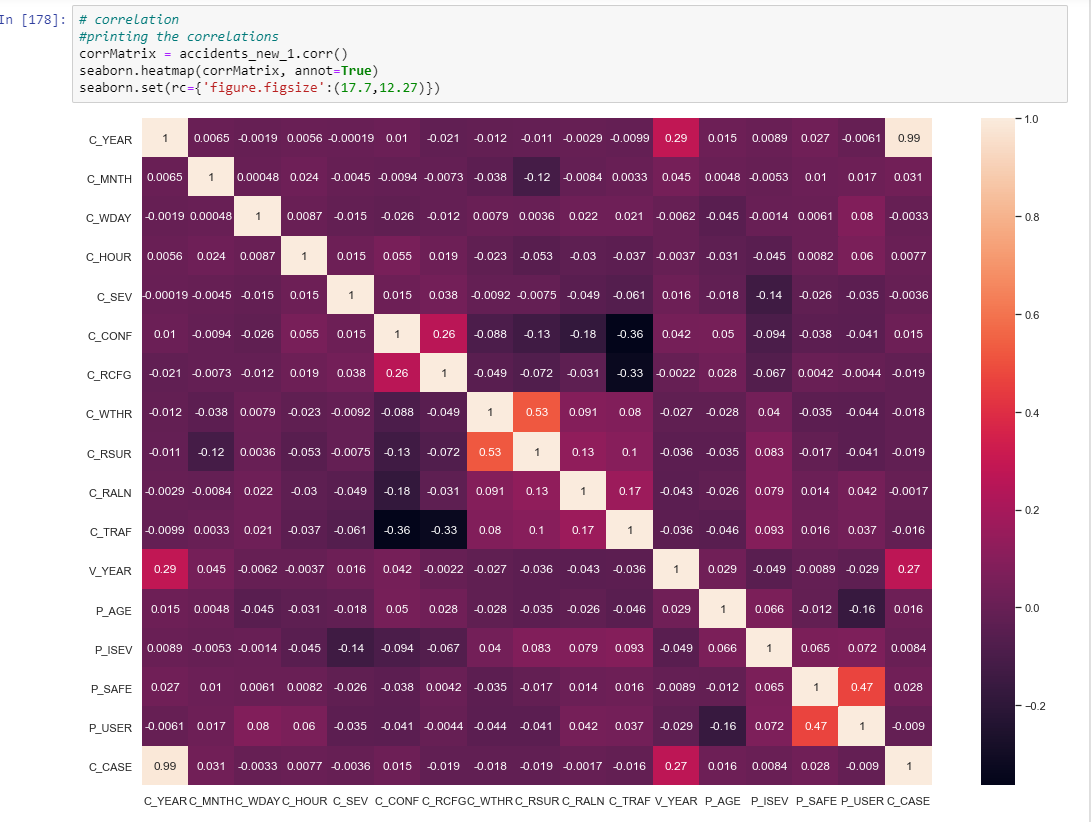 In [178]: # correlation
#printing the correlations
corrMatrix = accidents_new_1.corr()
seaborn.heatmap(corrMatrix, annot=True)
seaborn.set(rc={'figure.figsize':(17.7,12.27)})
C_YEAR 1 0.0065 -0.0019 0.0056 -0.00019 0.01 -0.021 -0.012 -0.011 -0.0029 -0.0099 0.29 0.015 0.0089 0.027 -0.0061 0.99
C_MNTH 0.0065 1 0.00048 0.024 -0.0045 -0.0094 -0.0073 -0.038 -0.12 -0.0084 0.0033 0.045 0.0048 -0.0053 0.01 0.017 0.031
C_WDAY -0.0019 0.00048 1 0.0087 -0.015 -0.026 -0.012 0.0079 0.0036 0.022 0.021 -0.0062 -0.045 -0.0014 0.0061 0.08 -0.0033
C_HOUR 0.0056 0.024 0.0087 1 0.015 0.055 0.019 -0.023 -0.053 -0.03 -0.037 -0.0037 -0.031 -0.045 0.0082 0.06 0.0077
C_SEV -0.00019 -0.0045 -0.015 0.015 1 0.015 0.038 -0.0092 -0.0075 -0.049 -0.061 0.016 -0.018 -0.14 -0.026 -0.035 -0.0036
C_CONF 0.01 -0.0094 -0.026 0.055 0.015 1 0.26 -0.088 -0.13 -0.18 -0.36 0.042 0.05 -0.094 -0.038 -0.041 0.015
C_RCFG -0.021 -0.0073 -0.012 0.019 0.038 0.26 1 -0.049 -0.072 -0.031 -0.33 -0.0022 0.028 -0.067 0.0042 -0.0044 -0.019
C_WTHR -0.012 -0.038 0.0079 -0.023 -0.0092 -0.088 -0.049 1 0.53 0.091 0.08 -0.027 -0.028 0.04 -0.035 -0.044 -0.018
C_RSUR -0.011 -0.12 0.0036 -0.053 -0.0075 -0.13 -0.072 0.53 1 0.13 0.1 -0.036 -0.035 0.083 -0.017 -0.041 -0.019
C_RALN -0.0029 -0.0084 0.022 -0.03 -0.049 -0.18 -0.031 0.091 0.13 1 0.17 -0.043 -0.026 0.079 0.014 0.042 -0.0017
C_TRAF -0.0099 0.0033 0.021 -0.037 -0.061 -0.36 -0.33 0.08 0.1 0.17 1 -0.036 -0.046 0.093 0.016 0.037 -0.016
V_YEAR 0.29 0.045 -0.0062 -0.0037 0.016 0.042 -0.0022 -0.027 -0.036 -0.043 -0.036 1 0.029 -0.049 -0.0089 -0.029 0.27
P_AGE 0.015 0.0048 -0.045 -0.031 -0.018 0.05 0.028 -0.028 -0.035 -0.026 -0.046 0.029 1 0.066 -0.012 -0.16 0.016
P_ISEV 0.0089 -0.0053 -0.0014 -0.045 -0.14 -0.094 -0.067 0.04 0.083 0.079 0.093 -0.049 0.066 1 0.065 0.072 0.0084
P_SAFE 0.027 0.01 0.0061 0.0082 -0.026 -0.038 0.0042 -0.035 -0.017 0.014 0.016 -0.0089 -0.012 0.065 1 0.47 0.028
P_USER -0.0061 0.017 0.08 0.06 -0.035 -0.041 -0.0044 -0.044 -0.041 0.042 0.037 -0.029 -0.16 0.072 0.47 1 -0.009
C_CASE 0.99 0.031 -0.0033 0.0077 -0.0036 0.015 -0.019 -0.018 -0.019 -0.0017 -0.016 0.27 0.016 0.0084 0.028 -0.009 1
C_YEAR C_MNTH C_WDAY C_HOUR C_SEV C_CONF C_RCFG C_WTHR C_RSUR C_RALN C_TRAF V_YEAR P_AGE P_ISEV P_SAFE P_USER C_CASE
1.0
0.8
0.6
0.4
0.2
0.0
-0.2